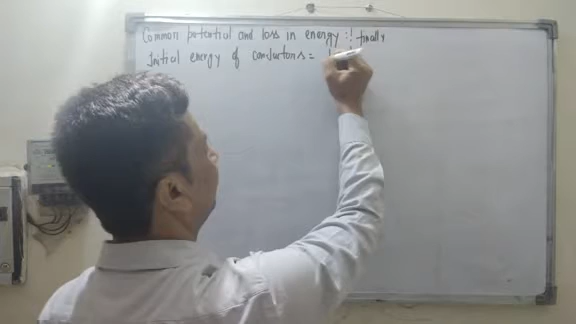 Common potential and loss in energy :! finally
Initial energy of conductors =